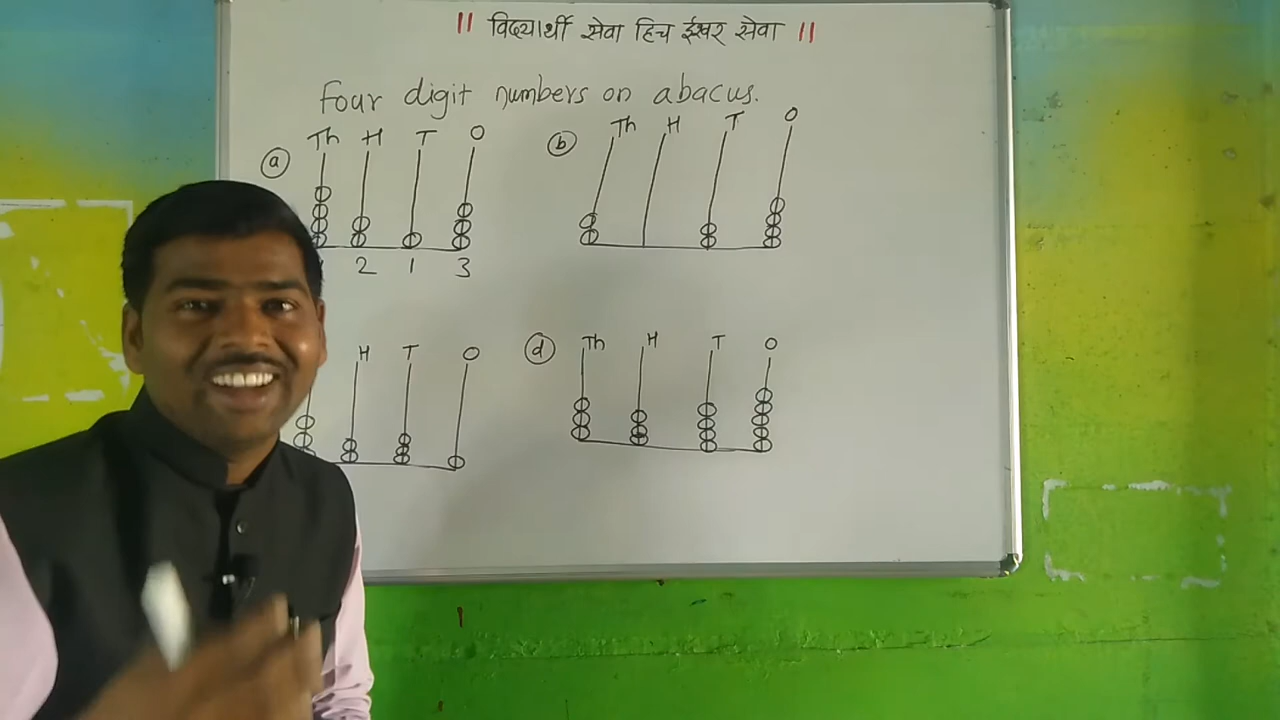 || विद्यार्थी सेवा हिच ईश्वर सेवा ||
Four digit numbers on abacus.
Th H T O
a
2 1 3
Th H T O
b
H T O
Th H T O
d